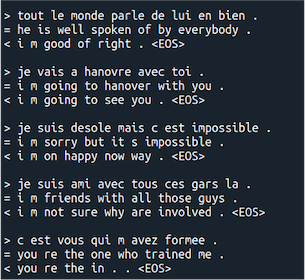 > tout le monde parle de lui en bien .
= he is well spoken of by everybody .
< i m good of right . <EOS>
> je vais a hanovre avec toi .
= i m going to hanover with you .
< i m going to see you . <EOS>
> je suis desole mais c est impossible .
= i m sorry but it s impossible .
< i m on happy now way . <EOS>
> je suis ami avec tous ces gars la .
= i m friends with all those guys .
< i m not sure why are involved . <EOS>
> c est vous qui m avez formee .
= you re the one who trained me .
< you re the in . . <EOS>